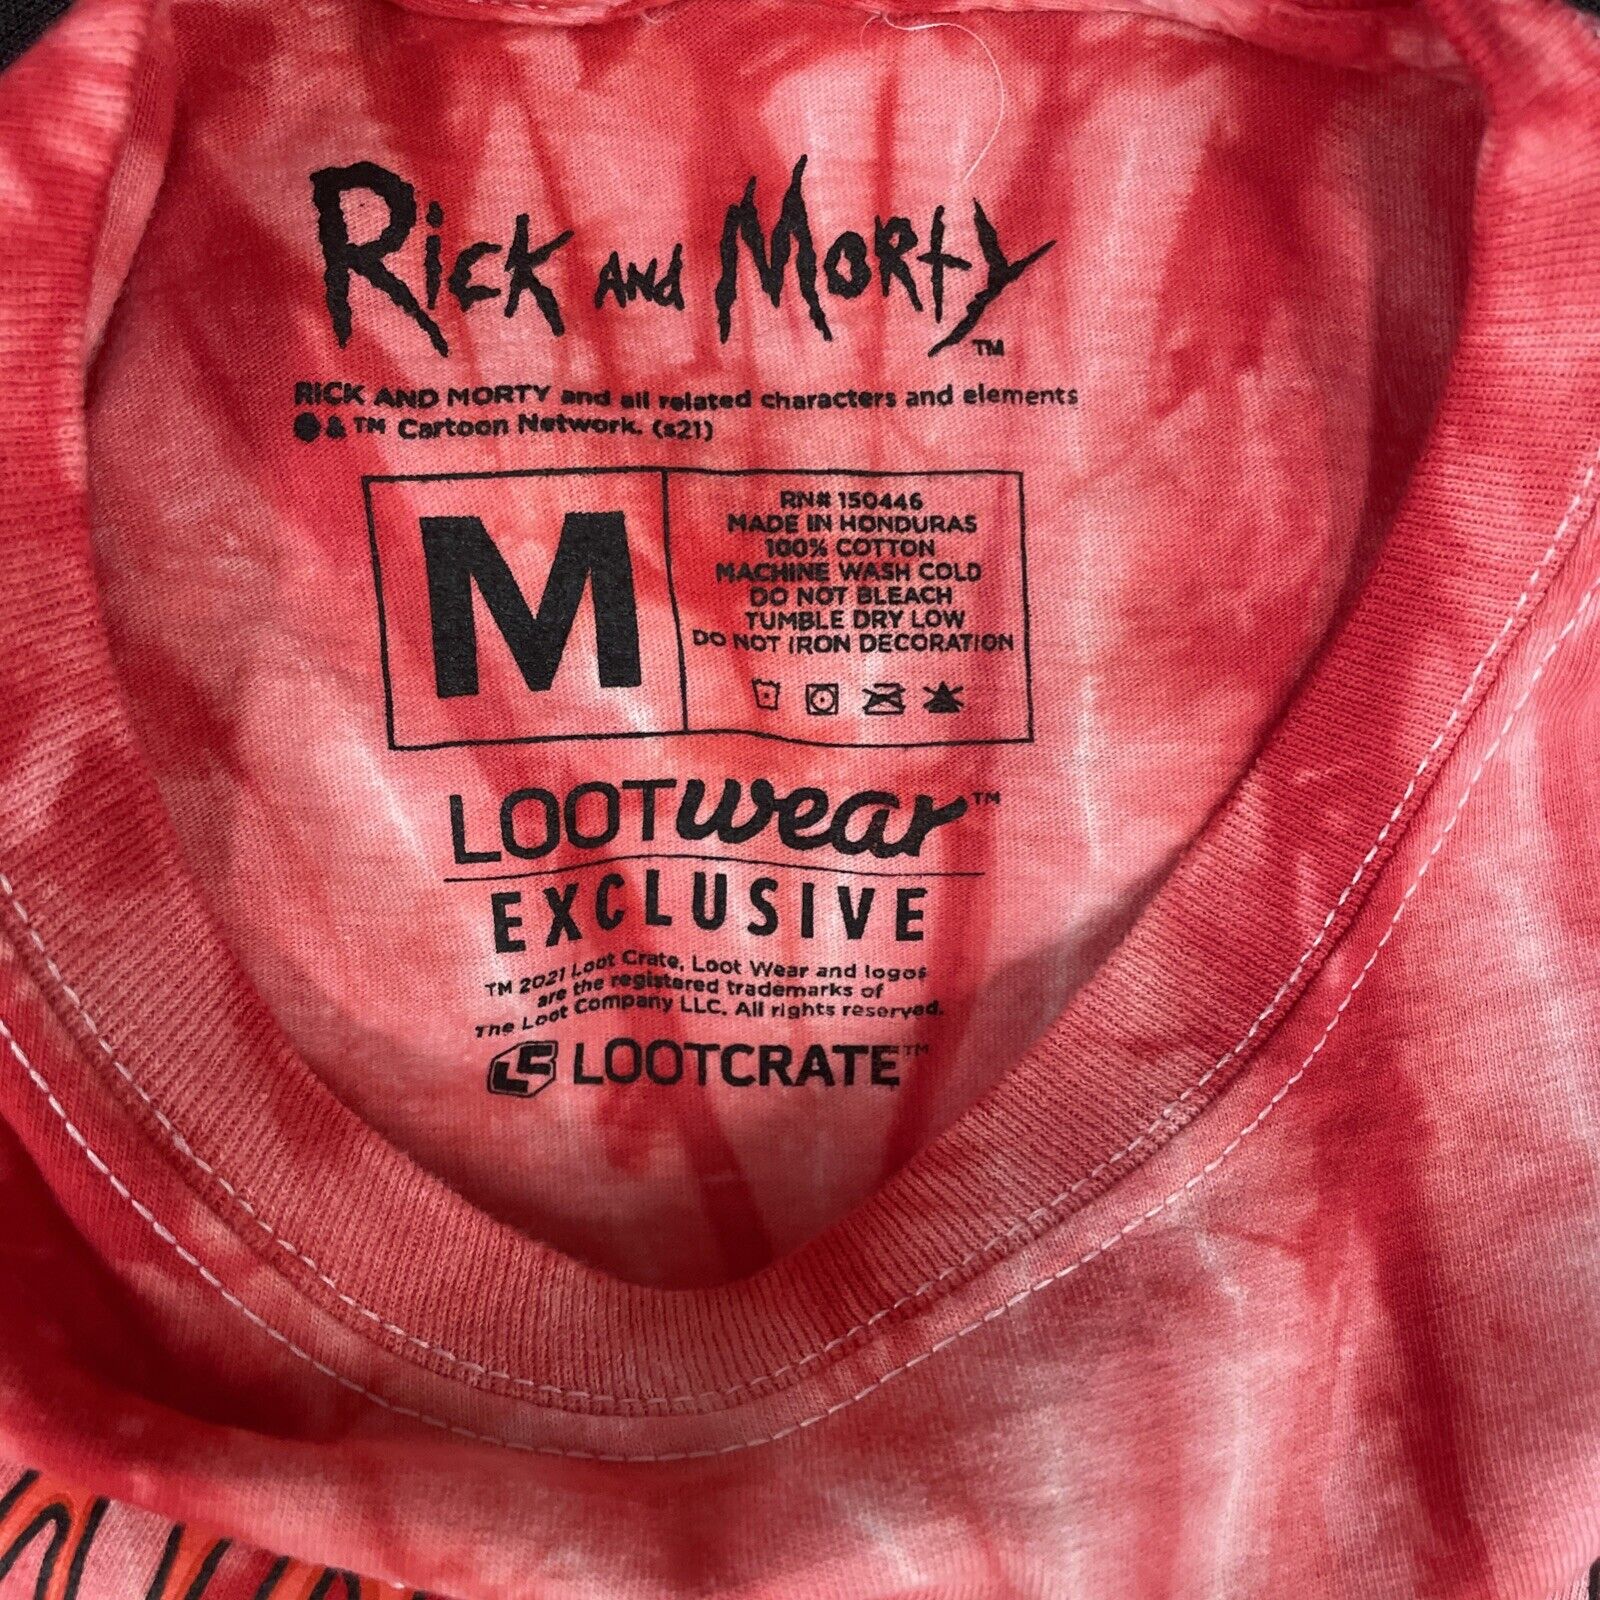 Rick and Morty™
RICK AND MORTY and all related characters and elements
& ™ Cartoon Network. (s21)
M
RN# 150446
MADE IN HONDURAS
100% COTTON
MACHINE WASH COLD
DO NOT BLEACH
TUMBLE DRY LOW
DO NOT IRON DECORATION
LOOTwear™
EXCLUSIVE
TM 2021 Loot Crate, Loot Wear and logos
are the registered trademarks of
The Loot Company LLC. All rights reserved.
LC LOOTCRATE™